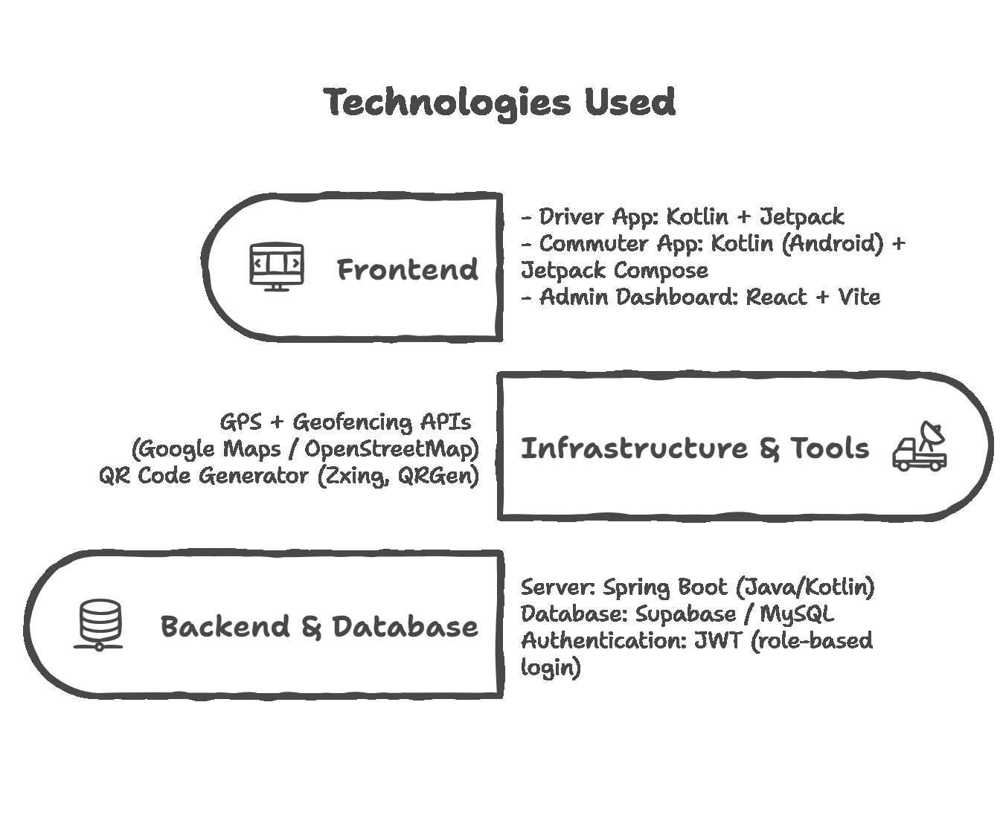 Technologies Used
Frontend
- Driver App: Kotlin + Jetpack
- Commuter App: Kotlin (Android) +
Jetpack Compose
- Admin Dashboard: React + Vite
GPS + Geofencing APIs
(Google Maps / OpenStreetMap)
QR Code Generator (Zxing, QRGen)
Infrastructure & Tools
Backend & Database
Server: Spring Boot (Java/Kotlin)
Database: Supabase / MySQL
Authentication: JWT (role-based
login)